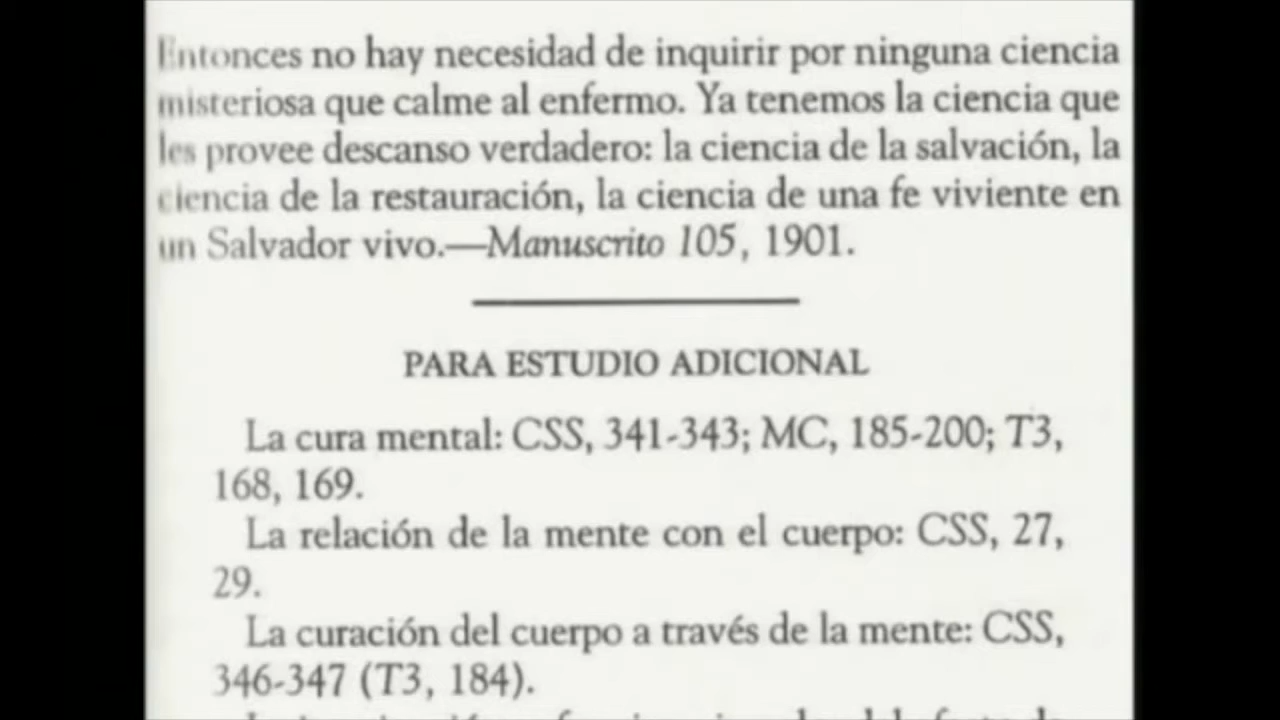 Entonces no hay necesidad de inquirir por ninguna ciencia
misteriosa que calme al enfermo. Ya tenemos la ciencia que
les provee descanso verdadero: la ciencia de la salvación, la
ciencia de la restauración, la ciencia de una fe viviente en
un Salvador vivo.—Manuscrito 105, 1901.
PARA ESTUDIO ADICIONAL
La cura mental: CSS, 341-343; MC, 185-200; T3,
168, 169.
La relación de la mente con el cuerpo: CSS, 27,
29.
La curación del cuerpo a través de la mente: CSS,
346-347 (T3, 184).